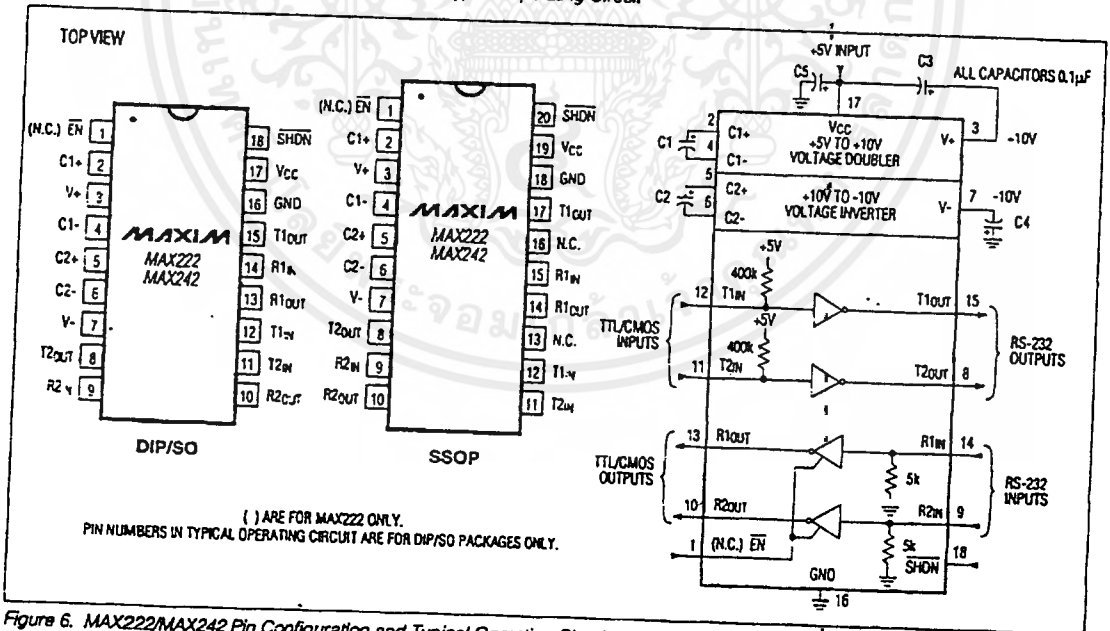 TOP VIEW
(N.C.) EN 1
C1+ 2
V+ 3
C1- 4
C2+ 5
C2- 6
V- 7
T2OUT 8
R2IN 9
18 SHDN
17 VCC
16 GND
15 T1OUT
14 R1IN
13 R1OUT
12 T1IN
11 T2IN
10 R2OUT
MAXIM
MAX222
MAX242
DIP/SO
(N.C.) EN 1
C1+ 2
V+ 3
C1- 4
C2+ 5
C2- 6
V- 7
T2OUT 8
R2IN 9
R2OUT 10
20 SHDN
19 VCC
18 GND
17 T1OUT
16 N.C.
15 R1IN
14 R1OUT
13 N.C.
12 T1IN
11 T2IN
MAXIM
MAX222
MAX242
SSOP
( ) ARE FOR MAX222 ONLY.
PIN NUMBERS IN TYPICAL OPERATING CIRCUIT ARE FOR DIP/SO PACKAGES ONLY.
+5V INPUT
C3
ALL CAPACITORS 0.1µF
C5
17
VCC
+5V TO +10V
VOLTAGE DOUBLER
2 C1+
C1
4 C1-
V+ 3 -10V
5 C2+
C2
6 C2-
+10V TO -10V
VOLTAGE INVERTER
V- 7 -10V
C4
+5V
400k
12 T1IN
T1OUT 15
TTL/CMOS
INPUTS
+5V
400k
11 T2IN
T2OUT 8
RS-232
OUTPUTS
13 R1OUT
R1IN 14
TTL/CMOS
OUTPUTS
5k
10 R2OUT
R2IN 9
RS-232
INPUTS
5k
1 (N.C.) EN
SHDN 18
GND
16
Figure 6. MAX222/MAX242 Pin Configuration and Typical Operating